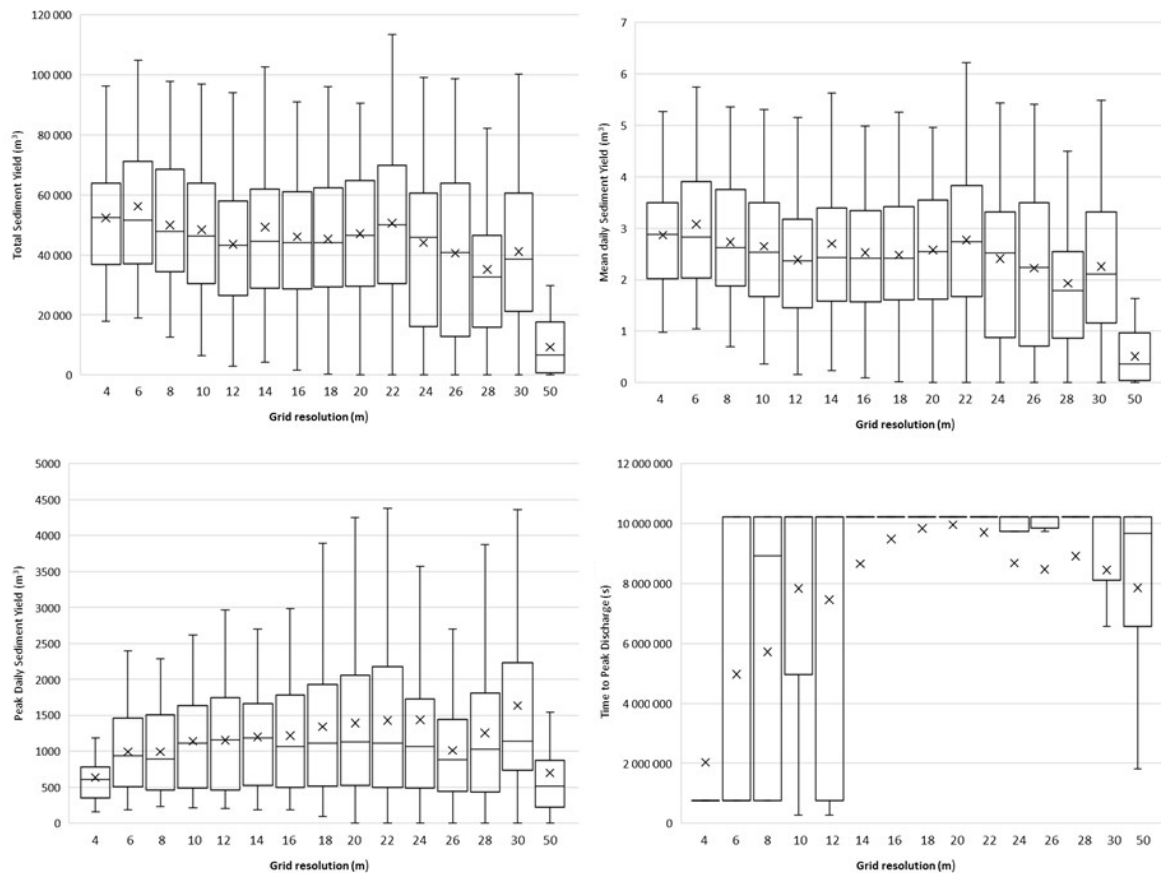 120 000
100 000
80 000
60 000
40 000
20 000
0
Total Sediment Yield (m³)
4 6 8 10 12 14 16 18 20 22 24 26 28 30 50
Grid resolution (m)
7
6
5
4
3
2
1
0
Mean daily Sediment Yield (m³)
4 6 8 10 12 14 16 18 20 22 24 26 28 30 50
Grid resolution (m)
5000
4500
4000
3500
3000
2500
2000
1500
1000
500
0
Peak Daily Sediment Yield (m³)
4 6 8 10 12 14 16 18 20 22 24 26 28 30 50
Grid resolution (m)
12 000 000
10 000 000
8 000 000
6 000 000
4 000 000
2 000 000
0
Time to Peak Discharge (s)
4 6 8 10 12 14 16 18 20 22 24 26 28 30 50
Grid resolution (m)